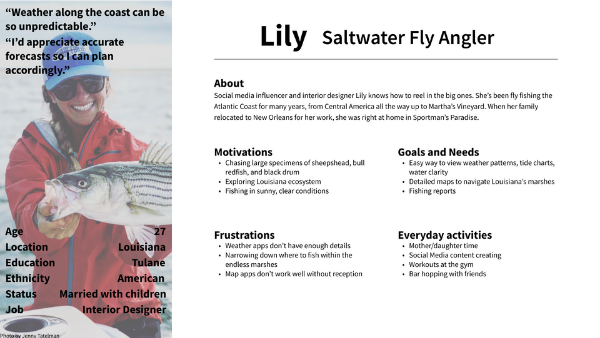 “Weather along the coast can be
so unpredictable.”
“I’d appreciate accurate
forecasts so I can plan
accordingly.”
Age 27
Location Louisiana
Education Tulane
Ethnicity American
Status Married with children
Job Interior Designer
Photo by Jenny Tatelman
Lily Saltwater Fly Angler
About
Social media influencer and interior designer Lily knows how to reel in the big ones. She’s been fly fishing the
Atlantic Coast for many years, from Central America all the way up to Martha’s Vineyard. When her family
relocated to New Orleans for her work, she was right at home in Sportman’s Paradise.
Motivations
• Chasing large specimens of sheepshead, bull
redfish, and black drum
• Exploring Louisiana ecosystem
• Fishing in sunny, clear conditions
Goals and Needs
• Easy way to view weather patterns, tide charts,
water clarity
• Detailed maps to navigate Louisiana’s marshes
• Fishing reports
Frustrations
• Weather apps don’t have enough details
• Narrowing down where to fish within the
endless marshes
• Map apps don’t work well without reception
Everyday activities
• Mother/daughter time
• Social Media content creating
• Workouts at the gym
• Bar hopping with friends